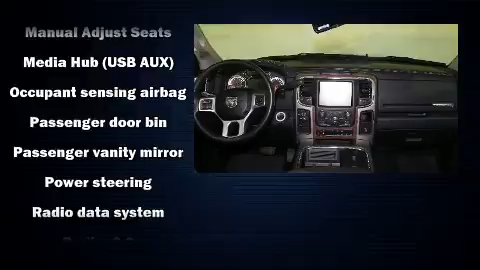 Manual Adjust Seats
Media Hub (USB AUX)
Occupant sensing airbag
Passenger door bin
Passenger vanity mirror
Power steering
Radio data system